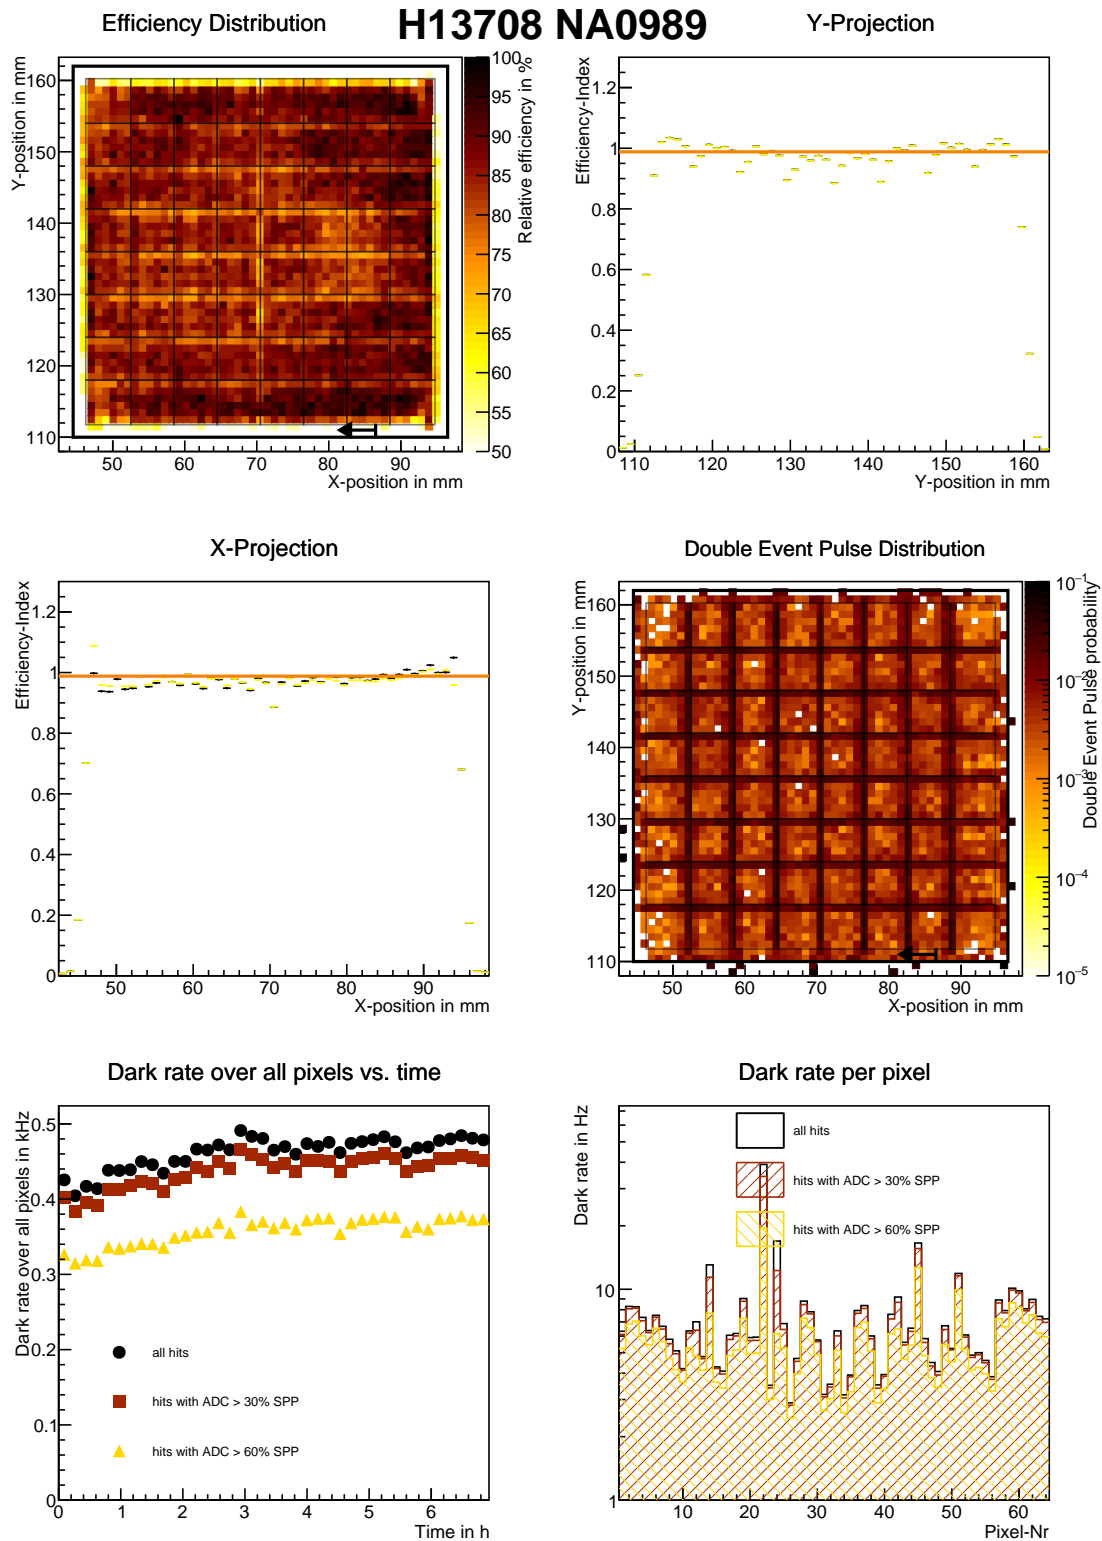 H13708 NA0989
Efficiency Distribution
Y-position in mm
160
150
140
130
120
110
50 60 70 80 90
X-position in mm
100
95
90
85
80
75
70
65
60
55
50
Relative efficiency in %
Y-Projection
Efficiency-Index
1.2
1
0.8
0.6
0.4
0.2
0
110 120 130 140 150 160
Y-position in mm
X-Projection
Efficiency-Index
1.2
1
0.8
0.6
0.4
0.2
0
50 60 70 80 90
X-position in mm
Double Event Pulse Distribution
Y-position in mm
160
150
140
130
120
110
50 60 70 80 90
X-position in mm
10⁻¹
10⁻²
10⁻³
10⁻⁴
10⁻⁵
Double Event Pulse probability
Dark rate over all pixels vs. time
Dark rate over all pixels in kHz
0.5
0.4
0.3
0.2
0.1
0
all hits
hits with ADC > 30% SPP
hits with ADC > 60% SPP
0 1 2 3 4 5 6
Time in h
Dark rate per pixel
Dark rate in Hz
10
1
all hits
hits with ADC > 30% SPP
hits with ADC > 60% SPP
10 20 30 40 50 60
Pixel-Nr